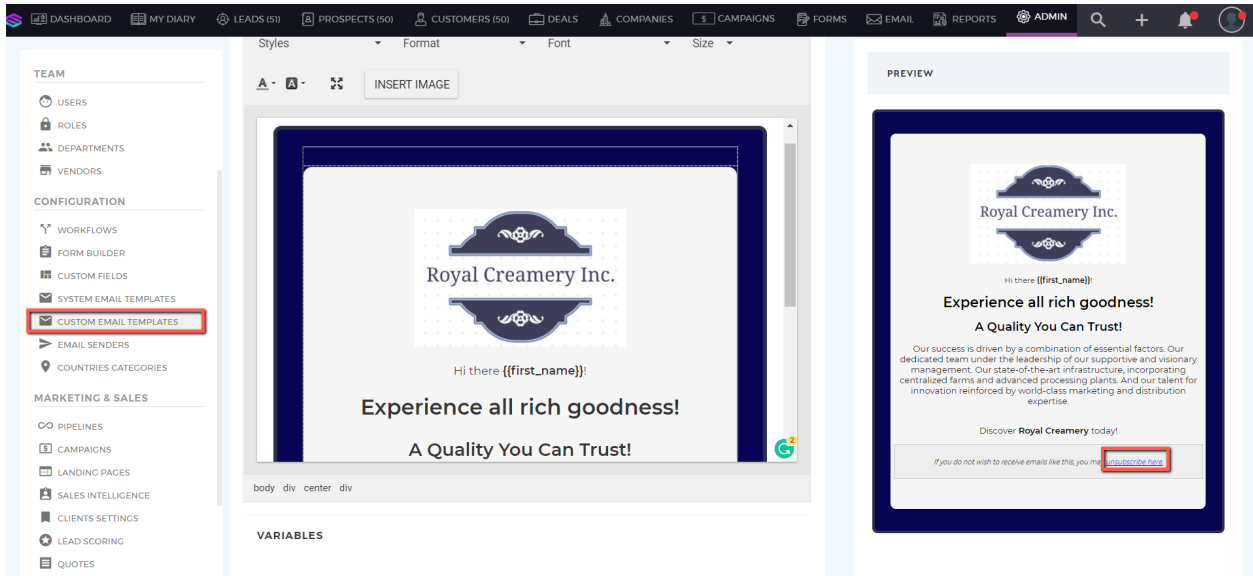 DASHBOARD MY DIARY LEADS (51) PROSPECTS (50) CUSTOMERS (50) DEALS COMPANIES $ CAMPAIGNS FORMS EMAIL REPORTS ADMIN
TEAM
USERS
ROLES
DEPARTMENTS
VENDORS
CONFIGURATION
WORKFLOWS
FORM BUILDER
CUSTOM FIELDS
SYSTEM EMAIL TEMPLATES
CUSTOM EMAIL TEMPLATES
EMAIL SENDERS
COUNTRIES CATEGORIES
MARKETING & SALES
PIPELINES
$ CAMPAIGNS
LANDING PAGES
SALES INTELLIGENCE
CLIENTS SETTINGS
LEAD SCORING
QUOTES
Styles Format Font Size
A A INSERT IMAGE
Royal Creamery Inc.
Hi there {{first_name}}!
Experience all rich goodness!
A Quality You Can Trust!
G 2
body div center div
VARIABLES
PREVIEW
Royal Creamery Inc.
Hi there {{first_name}}!
Experience all rich goodness!
A Quality You Can Trust!
Our success is driven by a combination of essential factors. Our
dedicated team under the leadership of our supportive and visionary
management. Our state-of-the-art infrastructure, incorporating
centralized farms and advanced processing plants. And our talent for
innovation reinforced by world-class marketing and distribution
expertise.
Discover Royal Creamery today!
If you do not wish to receive emails like this, you may unsubscribe here.